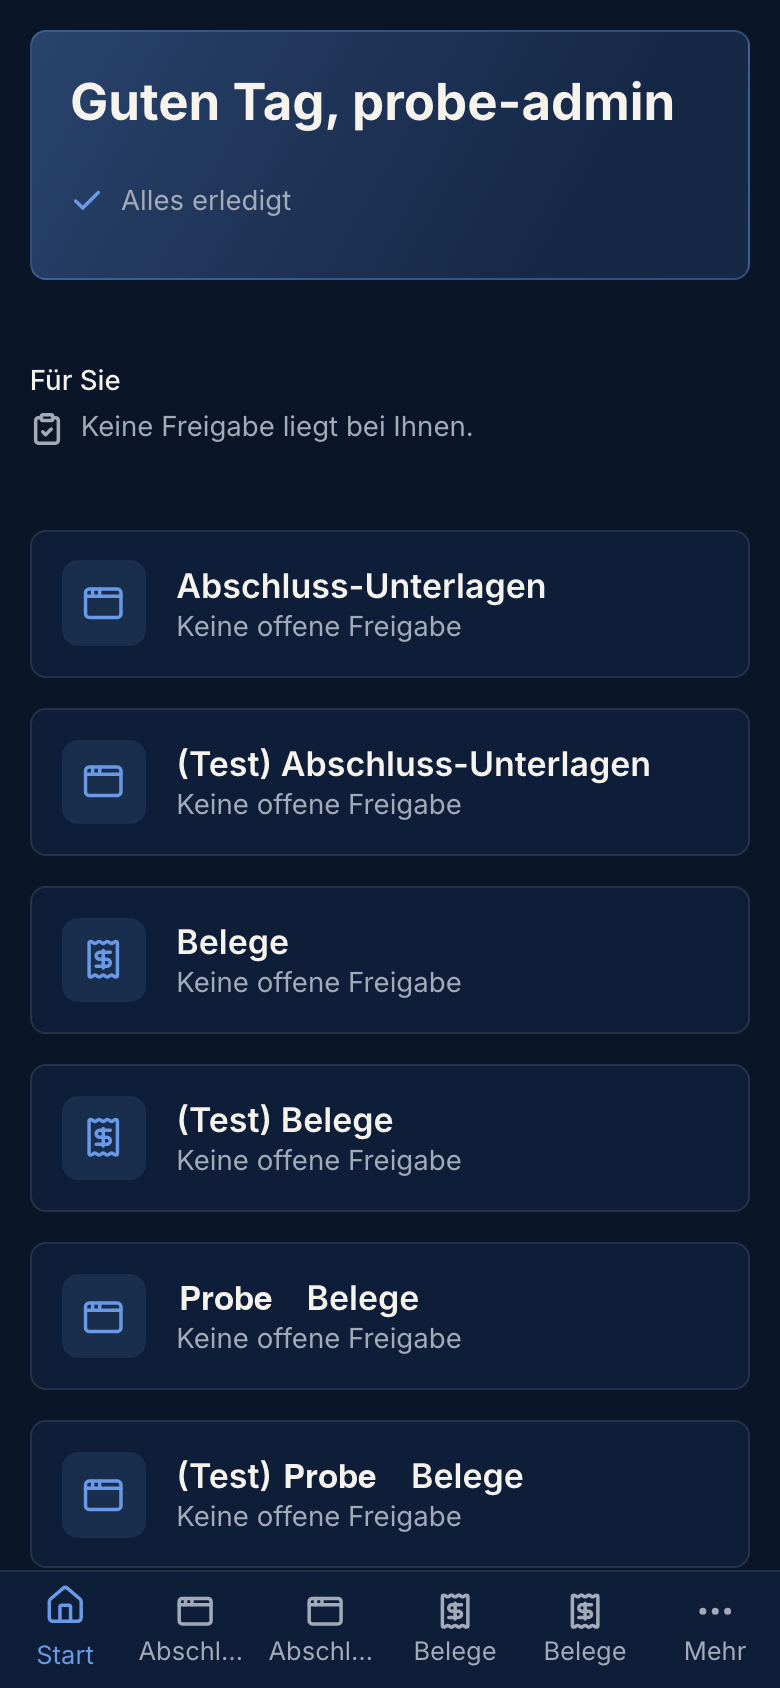 Guten Tag, probe-admin
Alles erledigt
Für Sie
Keine Freigabe liegt bei Ihnen.
Abschluss-Unterlagen
Keine offene Freigabe
(Test) Abschluss-Unterlagen
Keine offene Freigabe
Belege
Keine offene Freigabe
(Test) Belege
Keine offene Freigabe
Probe Belege
Keine offene Freigabe
(Test) Probe Belege
Keine offene Freigabe
Start Abschl... Abschl... Belege Belege Mehr